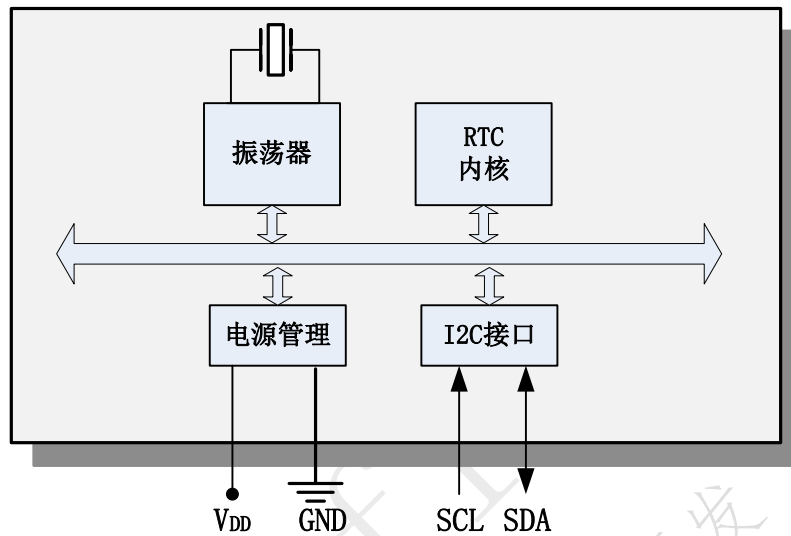 振荡器
RTC
内核
电源管理
I2C接口
VDD GND SCL SDA